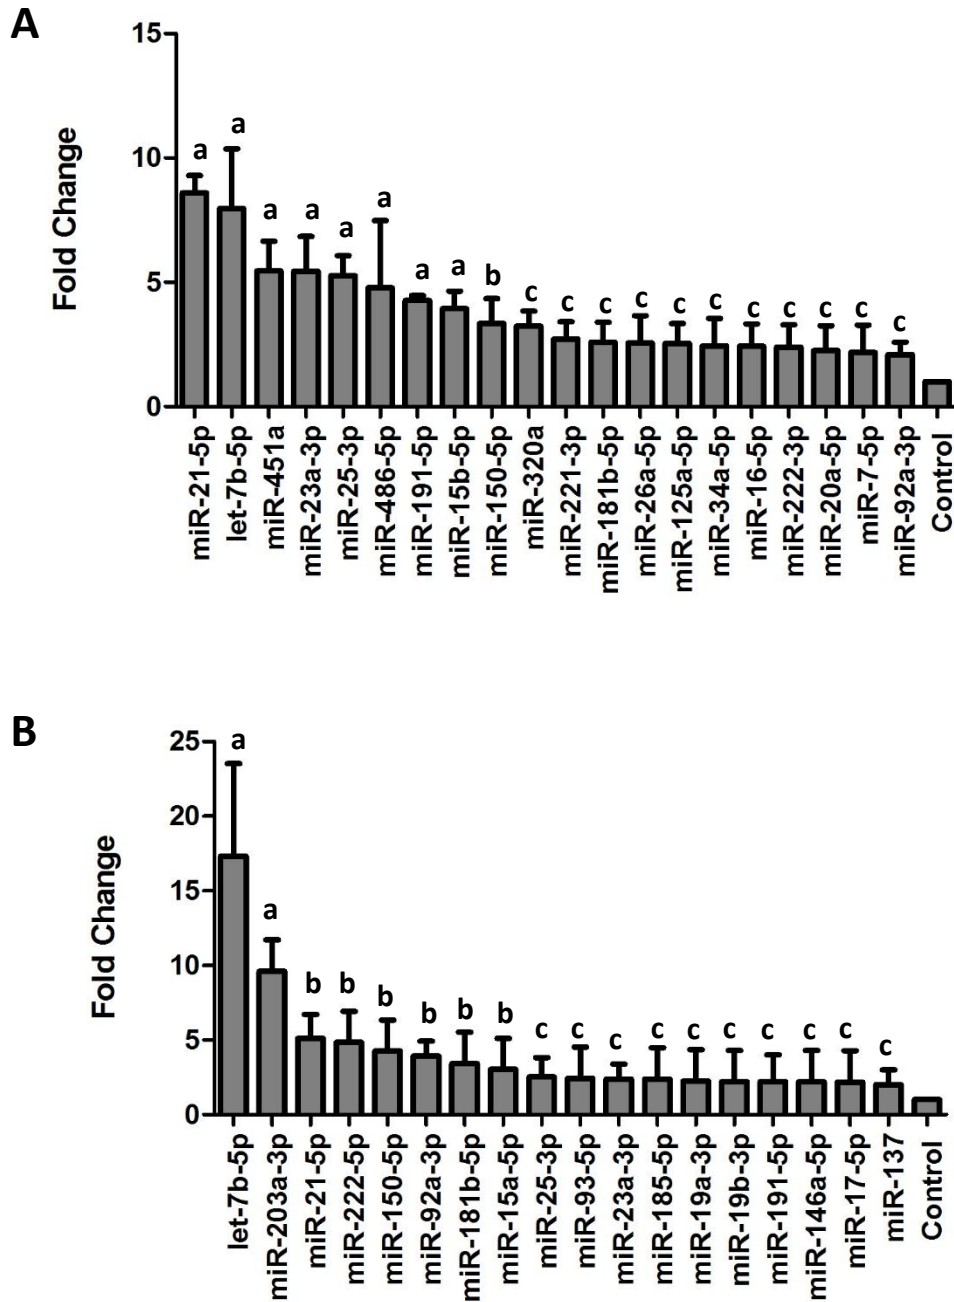 A
Fold Change
15
10
5
0
a
a
a
a
a
a
a
a
b
c
c
c
c
c
c
c
c
c
c
c
miR-21-5p
let-7b-5p
miR-451a
miR-23a-3p
miR-25-3p
miR-486-5p
miR-191-5p
miR-15b-5p
miR-150-5p
miR-320a
miR-221-3p
miR-181b-5p
miR-26a-5p
miR-125a-5p
miR-34a-5p
miR-16-5p
miR-222-3p
miR-20a-5p
miR-7-5p
miR-92a-3p
Control
B
Fold Change
25
20
15
10
5
0
a
a
b
b
b
b
b
b
c
c
c
c
c
c
c
c
c
c
let-7b-5p
miR-203a-3p
miR-21-5p
miR-222-5p
miR-150-5p
miR-92a-3p
miR-181b-5p
miR-15a-5p
miR-25-3p
miR-93-5p
miR-23a-3p
miR-185-5p
miR-19a-3p
miR-19b-3p
miR-191-5p
miR-146a-5p
miR-17-5p
miR-137
Control